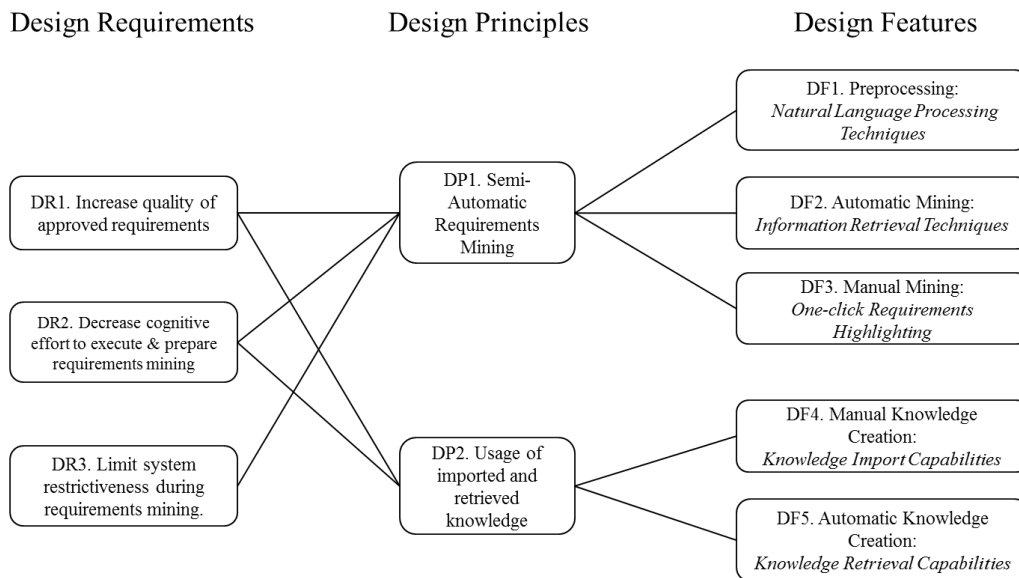 Design Requirements
Design Principles
Design Features
DR1. Increase quality of
approved requirements
DR2. Decrease cognitive
effort to execute & prepare
requirements mining
DR3. Limit system
restrictiveness during
requirements mining.
DP1. Semi-
Automatic
Requirements
Mining
DP2. Usage of
imported and
retrieved
knowledge
DF1. Preprocessing:
Natural Language Processing
Techniques
DF2. Automatic Mining:
Information Retrieval Techniques
DF3. Manual Mining:
One-click Requirements
Highlighting
DF4. Manual Knowledge
Creation:
Knowledge Import Capabilities
DF5. Automatic Knowledge
Creation:
Knowledge Retrieval Capabilities